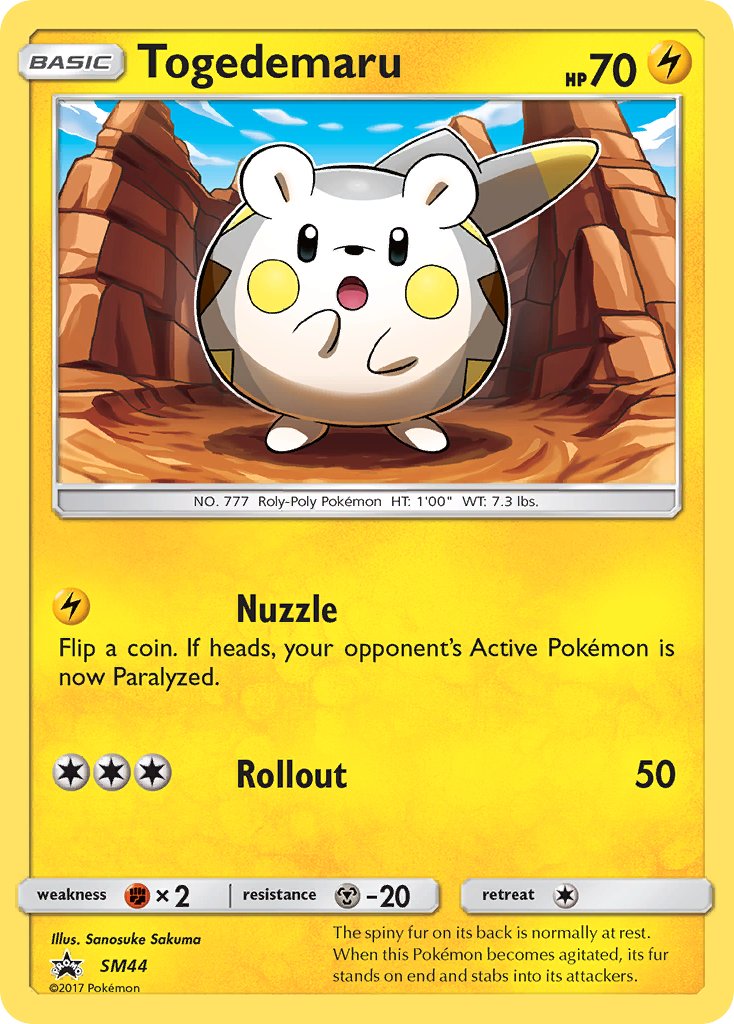 BASIC Togedemaru HP 70
NO. 777 Roly-Poly Pokémon HT: 1'00" WT: 7.3 lbs.
Nuzzle
Flip a coin. If heads, your opponent's Active Pokémon is
now Paralyzed.
Rollout 50
weakness × 2 resistance –20 retreat
Illus. Sanosuke Sakuma
PROMO SM44
©2017 Pokémon
The spiny fur on its back is normally at rest.
When this Pokémon becomes agitated, its fur
stands on end and stabs into its attackers.